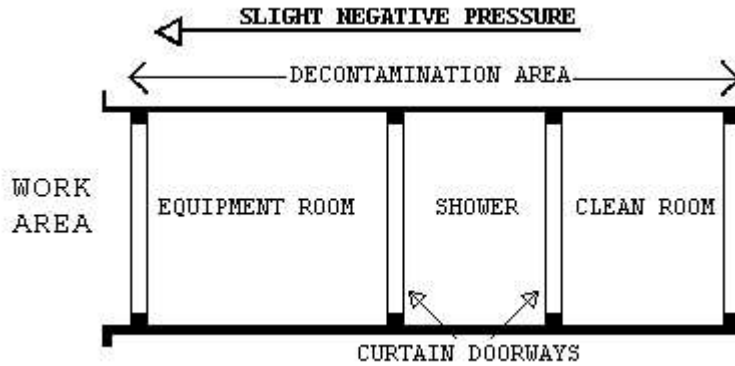 SLIGHT NEGATIVE PRESSURE
DECONTAMINATION AREA
WORK
AREA
EQUIPMENT ROOM
SHOWER
CLEAN ROOM
CURTAIN DOORWAYS